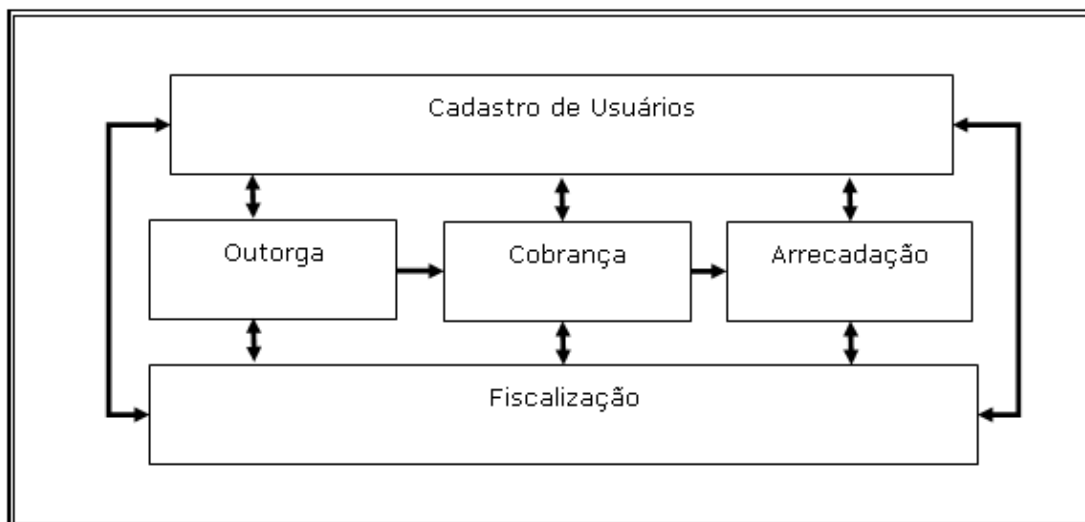 Cadastro de Usuários
Outorga
Cobrança
Arrecadação
Fiscalização